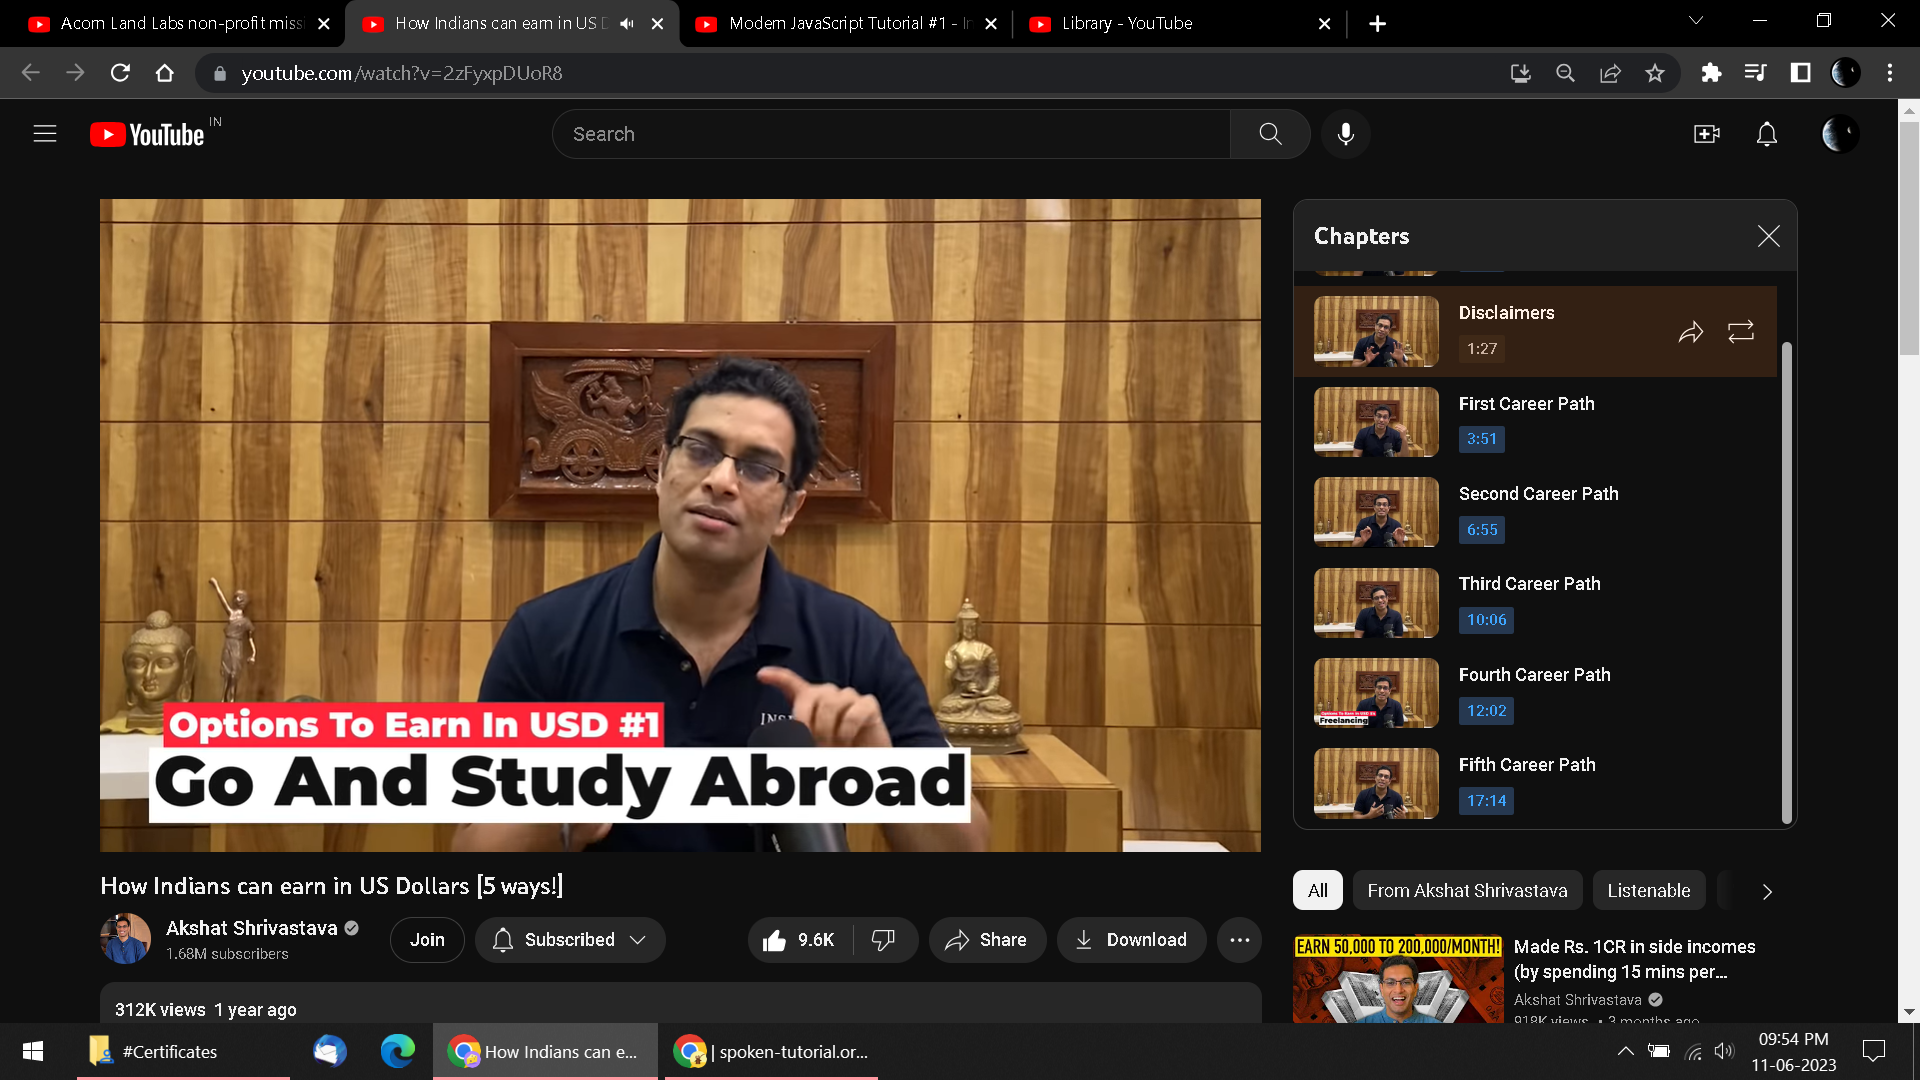 Acorn Land Labs non-profit missi
How Indians can earn in US D
Modern JavaScript Tutorial #1 - In
Library - YouTube
youtube.com/watch?v=2zFyxpDUoR8
YouTube IN
Search
Chapters
Disclaimers
1:27
First Career Path
3:51
Second Career Path
6:55
Third Career Path
10:06
Fourth Career Path
12:02
Freelancing
Fifth Career Path
17:14
Options To Earn In USD #1
Go And Study Abroad
How Indians can earn in US Dollars [5 ways!]
Akshat Shrivastava
1.68M subscribers
Join
Subscribed
9.6K
Share
Download
312K views 1 year ago
All
From Akshat Shrivastava
Listenable
EARN 50,000 TO 200,000/MONTH!
Made Rs. 1CR in side incomes
(by spending 15 mins per...
Akshat Shrivastava
918K views • 3 months ago
#Certificates
How Indians can e...
| spoken-tutorial.or...
09:54 PM
11-06-2023